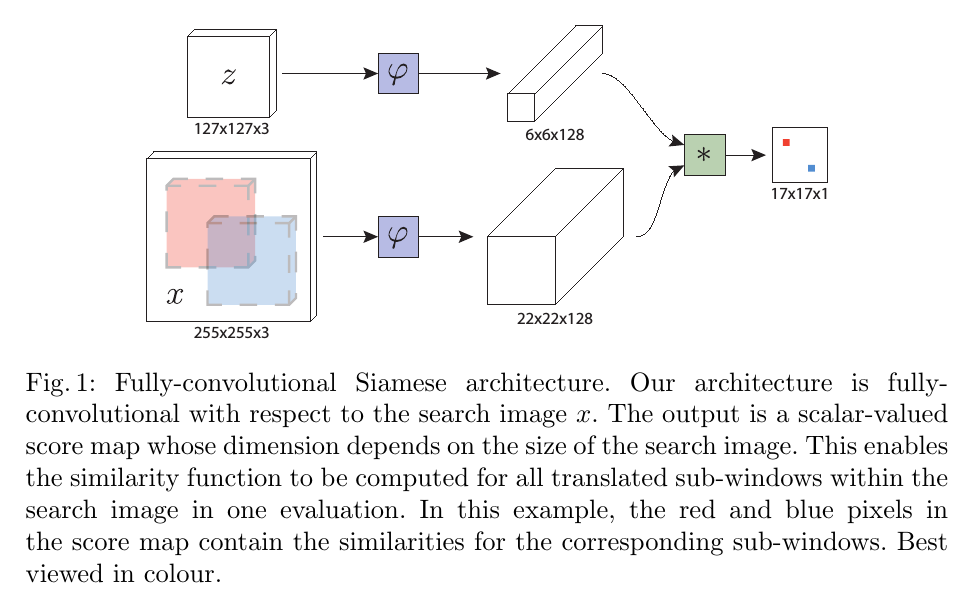 z
127x127x3
φ
6x6x128
*
17x17x1
x
255x255x3
φ
22x22x128
Fig. 1: Fully-convolutional Siamese architecture. Our architecture is fully-
convolutional with respect to the search image x. The output is a scalar-valued
score map whose dimension depends on the size of the search image. This enables
the similarity function to be computed for all translated sub-windows within the
search image in one evaluation. In this example, the red and blue pixels in
the score map contain the similarities for the corresponding sub-windows. Best
viewed in colour.